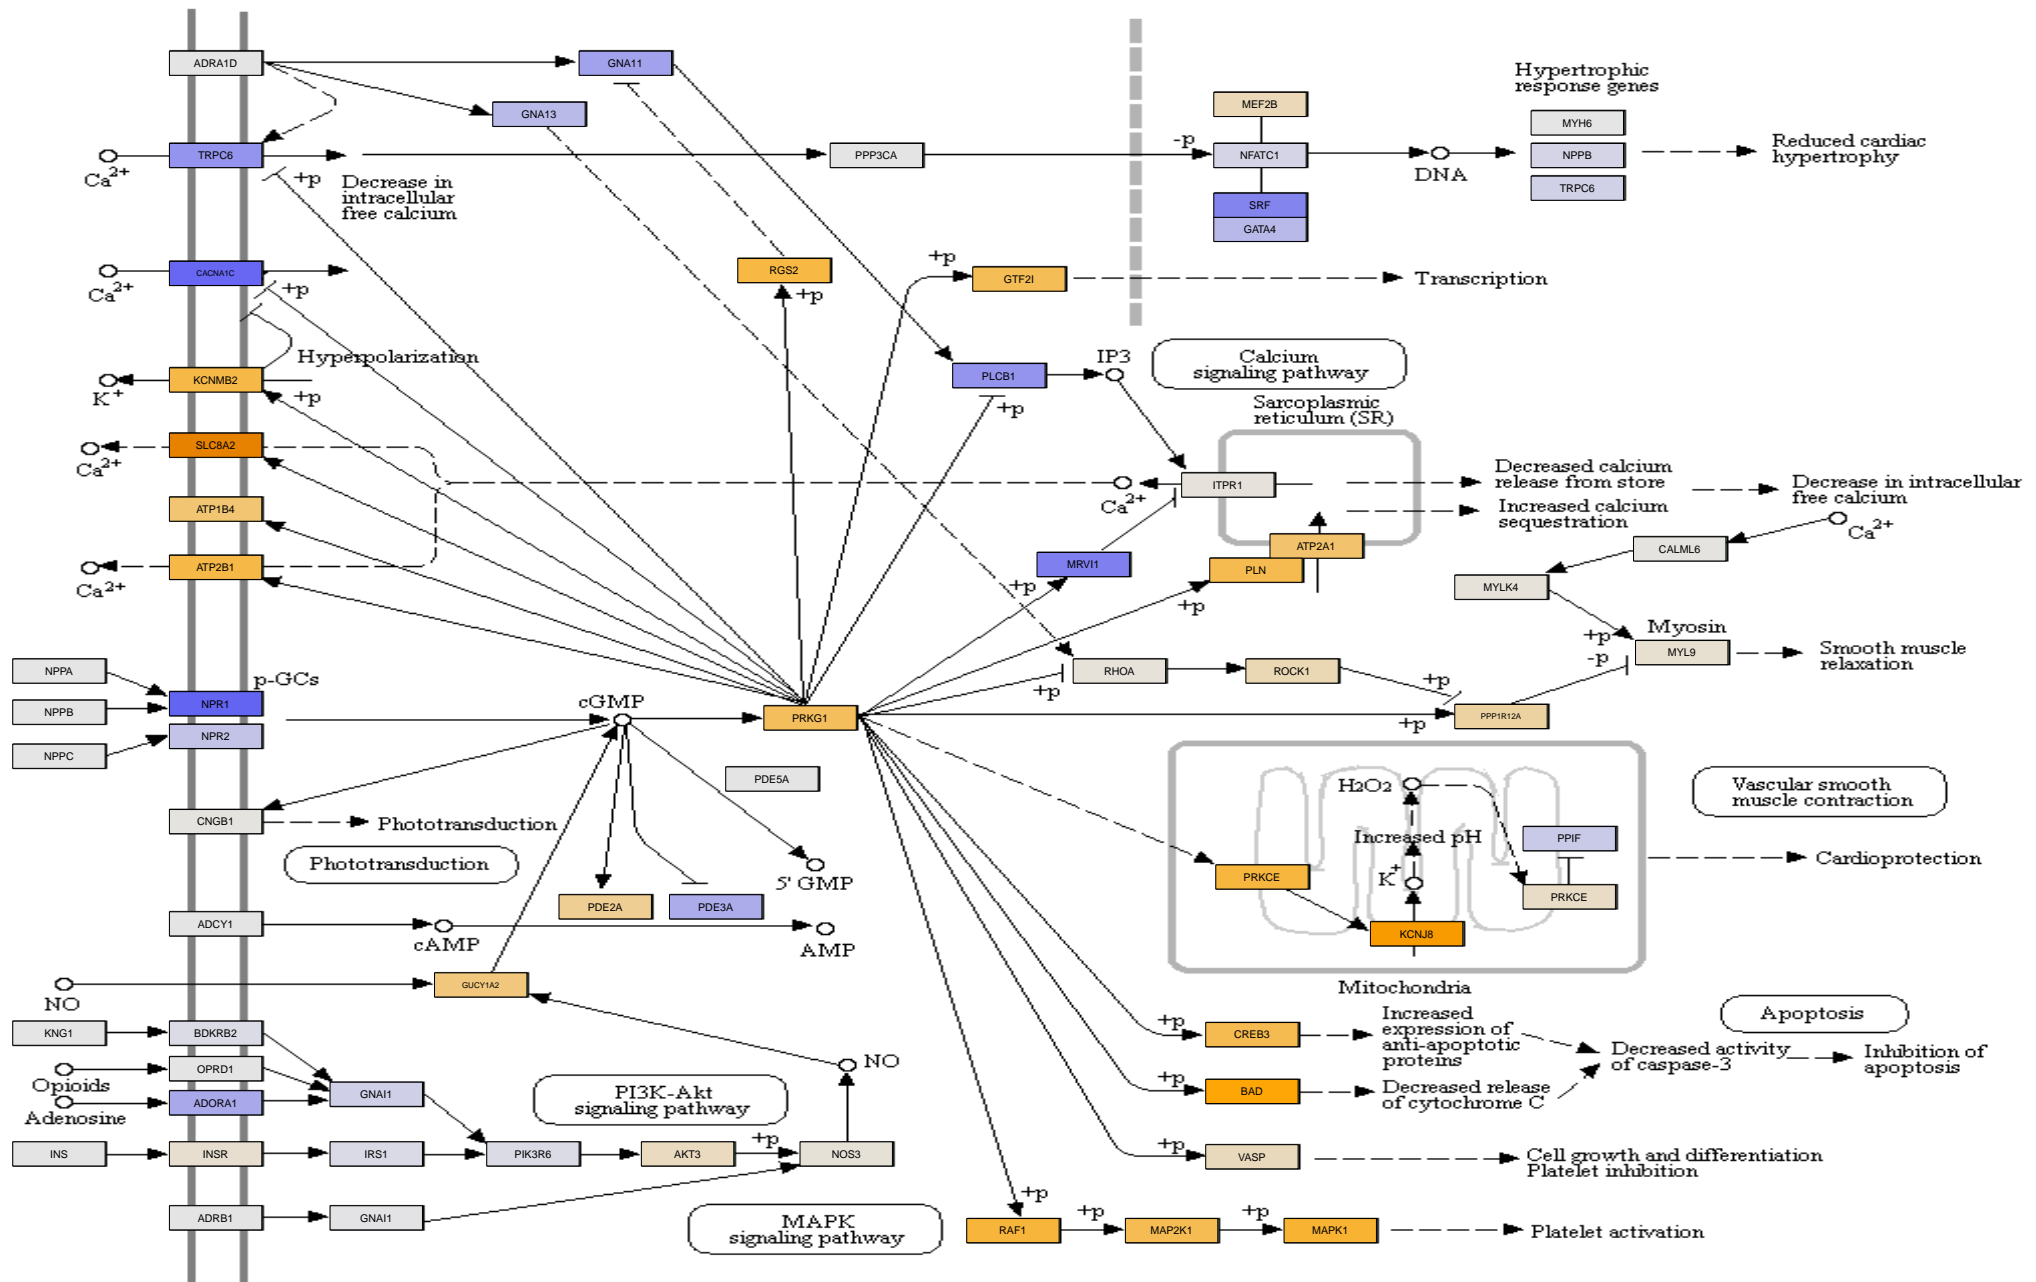 ADRA1D
GNA11
Hypertrophic
response genes
MEF2B
GNA13
MYH6
-p
TRPC6
PPP3CA
NFATC1
DNA
NPPB
Reduced cardiac
hypertrophy
Ca2+
+p
Decrease in
intracellular
free calcium
TRPC6
SRF
GATA4
CACNA1C
Ca2+
+p
RGS2
+p
+p
GTF2I
Transcription
Hyperpolarization
KCNMB2
K+
+p
PLCB1
+p
IP3
Calcium
signaling pathway
Sarcoplasmic
reticulum (SR)
SLC8A2
Ca2+
ATP1B4
ATP2B1
Ca2+
Ca2+
ITPR1
Decreased calcium
release from store
Increased calcium
sequestration
Decrease in intracellular
free calcium
Ca2+
CALML6
MRVI1
+p
ATP2A1
PLN
+p
MYLK4
+p
Myosin
-p
MYL9
Smooth muscle
relaxation
NPPA
NPPB
NPPC
p-GCs
NPR1
NPR2
cGMP
PRKG1
RHOA
+p
ROCK1
+p
PPP1R12A
+p
PDE5A
CNGB1
Phototransduction
Phototransduction
5' GMP
PDE2A
PDE3A
H2O2
Increased pH
K+
PPIF
PRKCE
PRKCE
KCNJ8
Mitochondria
Vascular smooth
muscle contraction
Cardioprotection
ADCY1
cAMP
AMP
NO
GUCY1A2
KNG1
BDKRB2
Opioids
OPRD1
Adenosine
ADORA1
GNAI1
NO
PI3K-Akt
signaling pathway
INS
INSR
IRS1
PIK3R6
AKT3
+p
NOS3
ADRB1
GNAI1
MAPK
signaling pathway
+p
CREB3
Increased
expression of
anti-apoptotic
proteins
Apoptosis
Decreased activity
of caspase-3
Inhibition of
apoptosis
+p
BAD
Decreased release
of cytochrome C
+p
VASP
Cell growth and differentiation
Platelet inhibition
+p
RAF1
+p
MAP2K1
+p
MAPK1
Platelet activation